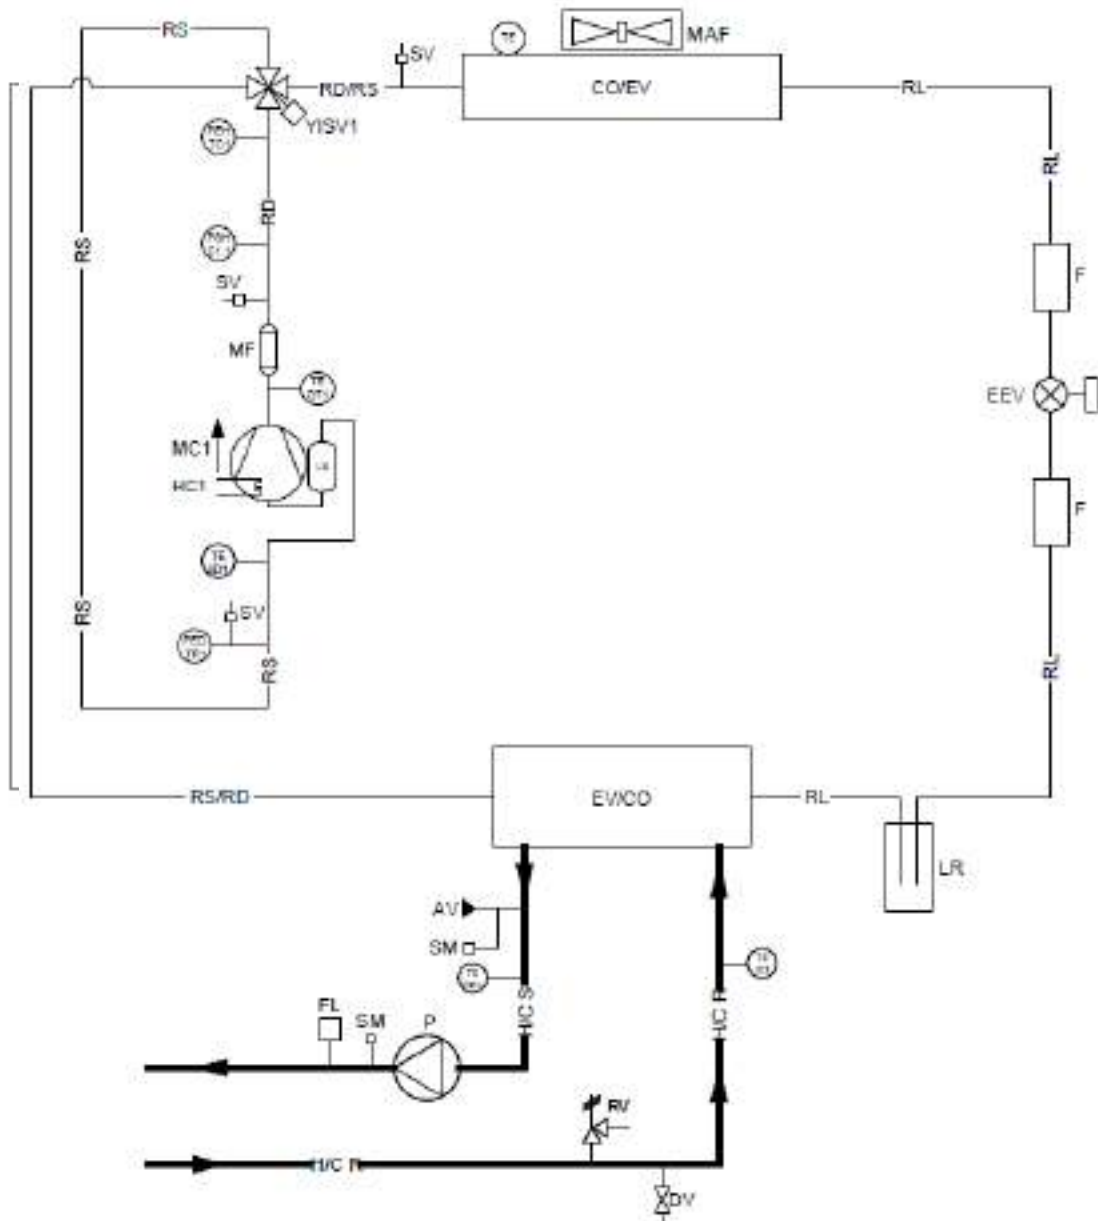 RS
TE
MAF
SV
RD/RS
CO/EV
RL
YISV1
RL
RD
RS
F
SV
MF
EEV
MC1
HC1
F
SV
RS
RS
RL
RS/RD
EV/CO
RL
LR
AV
SM
H/C S
FL
SM
P
RV
DV